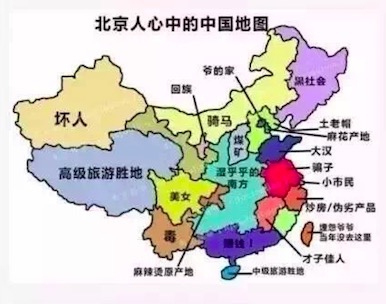 北京人心中的中国地图
爷的家
黑社会
回族
骑马
土老帽
麻花产地
坏人
煤矿
大汉
高级旅游胜地
湿乎乎的
南方
骗子
小市民
美女
炒房/伪劣产品
毒
赚钱!
当年没去这里
才子佳人
麻辣烫原产地
中级旅游胜地